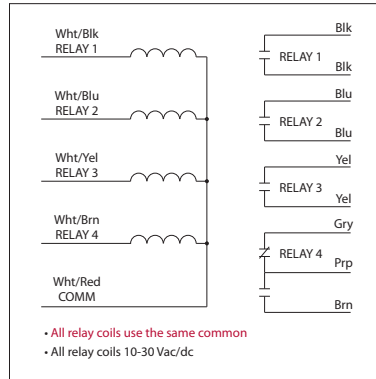 Wht/Blk
RELAY 1
Wht/Blu
RELAY 2
Wht/Yel
RELAY 3
Wht/Brn
RELAY 4
Wht/Red
COMM
Blk
RELAY 1
Blk
Blu
RELAY 2
Blu
Yel
RELAY 3
Yel
Gry
RELAY 4
Prp
Brn
• All relay coils use the same common
• All relay coils 10-30 Vac/dc